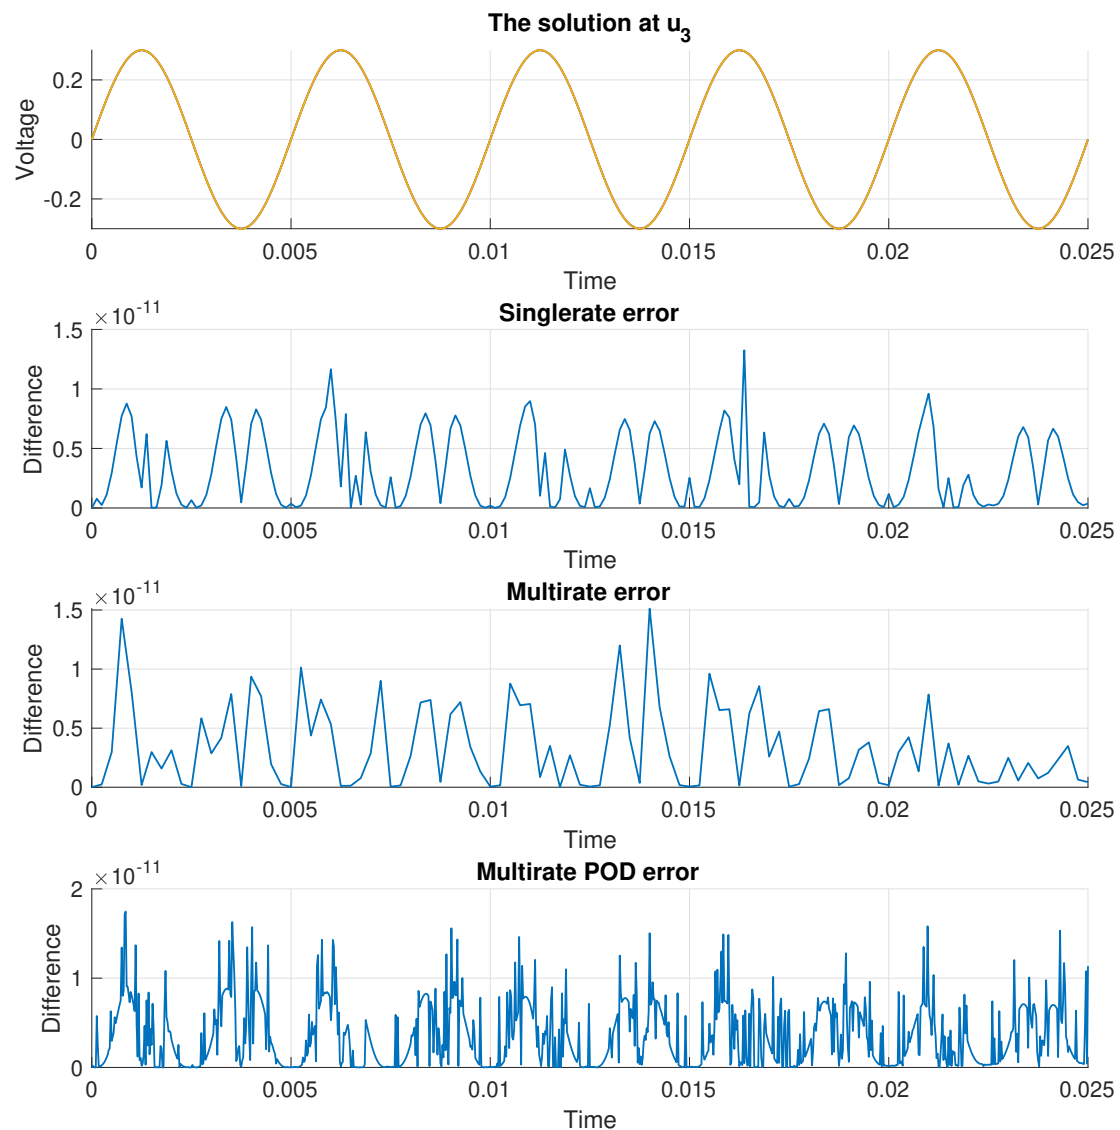 The solution at u_3
Voltage
0.2
0
-0.2
0 0.005 0.01 0.015 0.02 0.025
Time
×10^-11
Singlerate error
Difference
1.5
1
0.5
0
0 0.005 0.01 0.015 0.02 0.025
Time
×10^-11
Multirate error
Difference
1.5
1
0.5
0
0 0.005 0.01 0.015 0.02 0.025
Time
×10^-11
Multirate POD error
Difference
2
1
0
0 0.005 0.01 0.015 0.02 0.025
Time